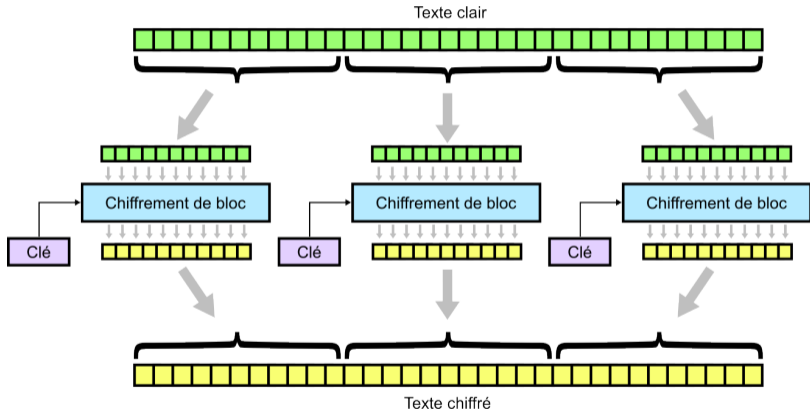 Texte clair
Chiffrement de bloc
Chiffrement de bloc
Chiffrement de bloc
Clé
Clé
Clé
Texte chiffré